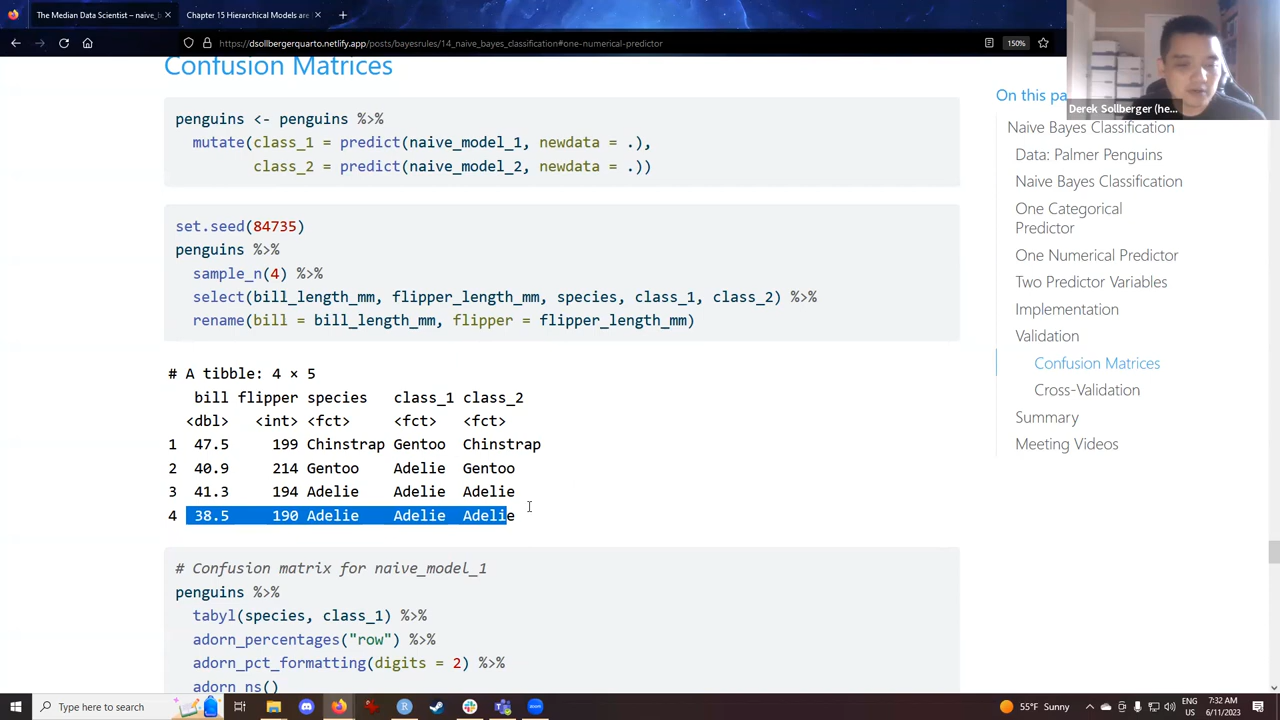 The Median Data Scientist – naive_b
Chapter 15 Hierarchical Models are
https://dsollbergerquarto.netlify.app/posts/bayesrules/14_naive_bayes_classification#one-numerical-predictor
150%
Derek Sollberger (he...
Confusion Matrices
penguins <- penguins %>%
mutate(class_1 = predict(naive_model_1, newdata = .),
class_2 = predict(naive_model_2, newdata = .))
set.seed(84735)
penguins %>%
sample_n(4) %>%
select(bill_length_mm, flipper_length_mm, species, class_1, class_2) %>%
rename(bill = bill_length_mm, flipper = flipper_length_mm)
# A tibble: 4 × 5
bill flipper species class_1 class_2
<dbl> <int> <fct> <fct> <fct>
1 47.5 199 Chinstrap Gentoo Chinstrap
2 40.9 214 Gentoo Adelie Gentoo
3 41.3 194 Adelie Adelie Adelie
4 38.5 190 Adelie Adelie Adelie
# Confusion matrix for naive_model_1
penguins %>%
tabyl(species, class_1) %>%
adorn_percentages("row") %>%
adorn_pct_formatting(digits = 2) %>%
adorn_ns()
On this pa
Naive Bayes Classification
Data: Palmer Penguins
Naive Bayes Classification
One Categorical
Predictor
One Numerical Predictor
Two Predictor Variables
Implementation
Validation
Confusion Matrices
Cross-Validation
Summary
Meeting Videos
Type here to search
55°F Sunny
ENG
US
7:32 AM
6/11/2023